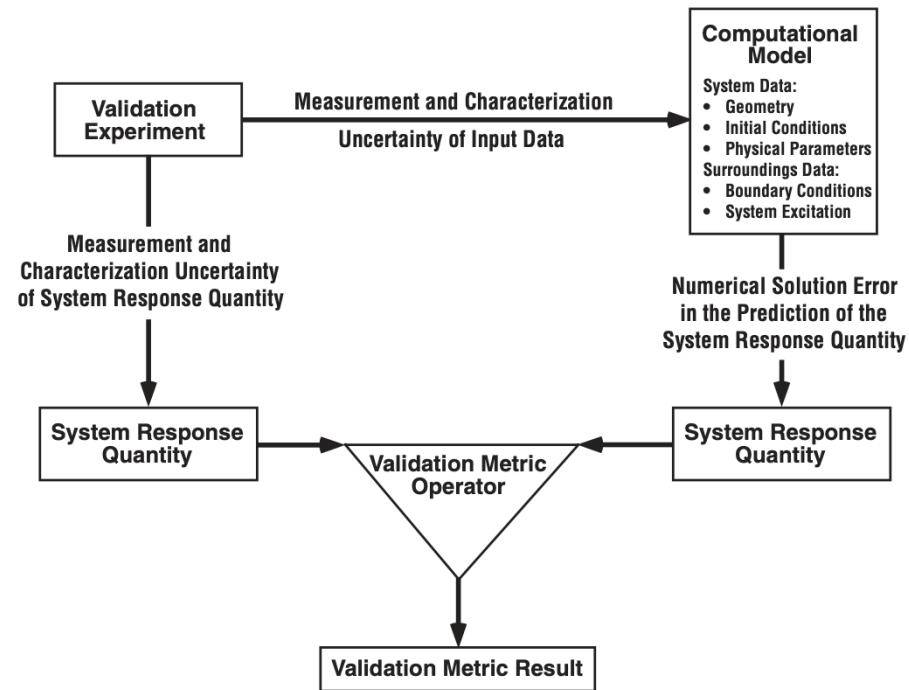 Validation
Experiment
Measurement and Characterization
Uncertainty of Input Data
Computational
Model
System Data:
• Geometry
• Initial Conditions
• Physical Parameters
Surroundings Data:
• Boundary Conditions
• System Excitation
Measurement and
Characterization Uncertainty
of System Response Quantity
Numerical Solution Error
in the Prediction of the
System Response Quantity
System Response
Quantity
Validation Metric
Operator
System Response
Quantity
Validation Metric Result